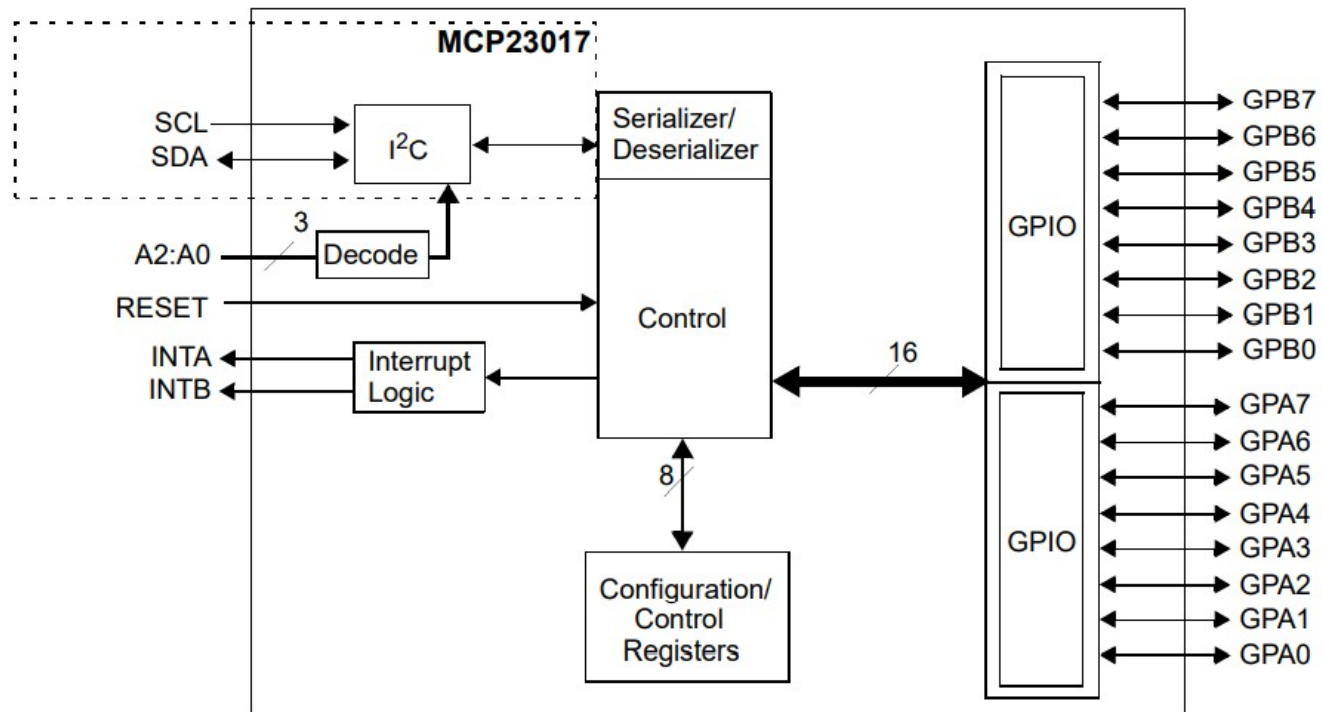 MCP23017
SCL
SDA
I²C
Serializer/
Deserializer
3
A2:A0
Decode
RESET
Control
INTA
INTB
Interrupt
Logic
16
8
Configuration/
Control
Registers
GPIO
GPB7
GPB6
GPB5
GPB4
GPB3
GPB2
GPB1
GPB0
GPIO
GPA7
GPA6
GPA5
GPA4
GPA3
GPA2
GPA1
GPA0